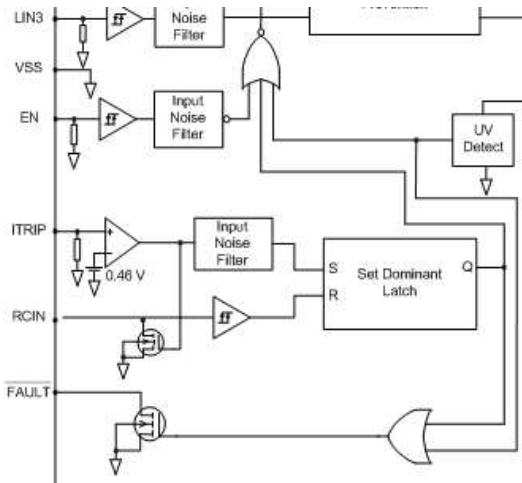 LIN3
Noise
Filter
VSS
EN
Input
Noise
Filter
UV
Detect
ITRIP
+
-
0.46 V
Input
Noise
Filter
S
R
Set Dominant
Latch
Q
RCIN
FAULT